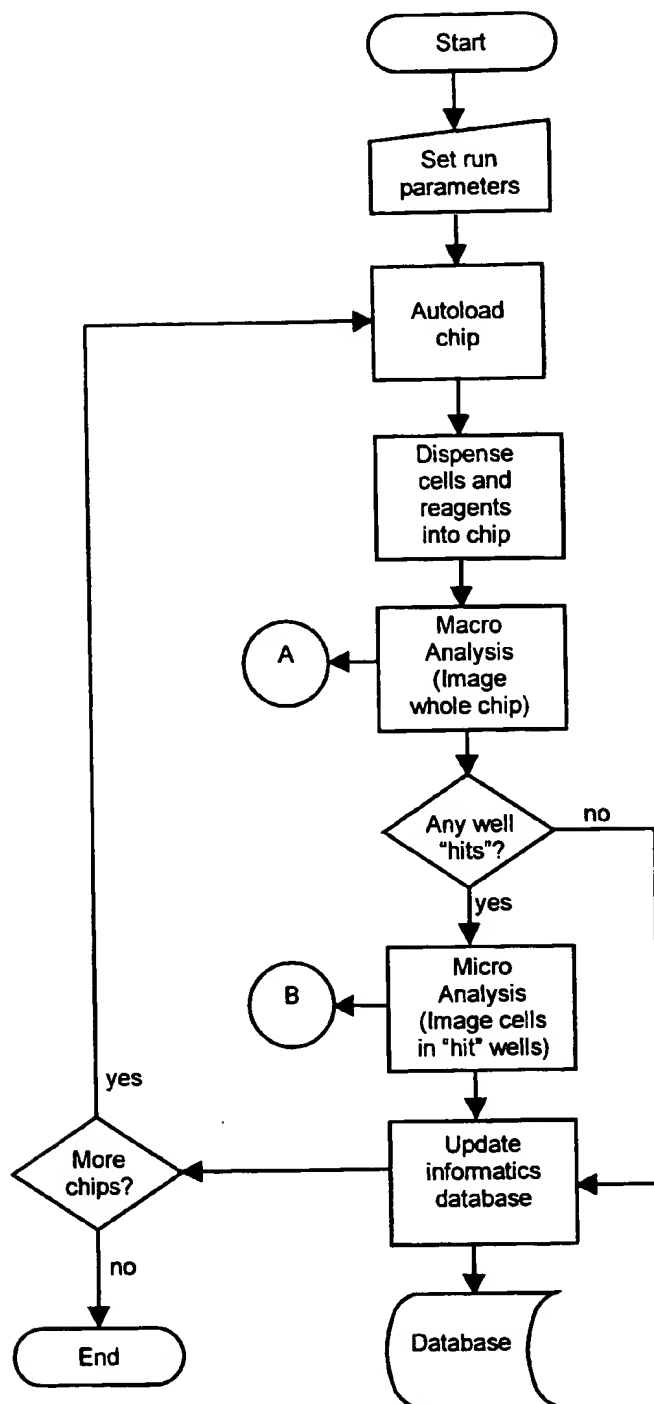 Start
Set run
parameters
Autoload
chip
Dispense
cells and
reagents
into chip
Macro
Analysis
(Image
whole chip)
A
Any well
"hits"?
no
yes
Micro
Analysis
(Image cells
in "hit" wells)
B
Update
informatics
database
yes
More
chips?
no
End
Database